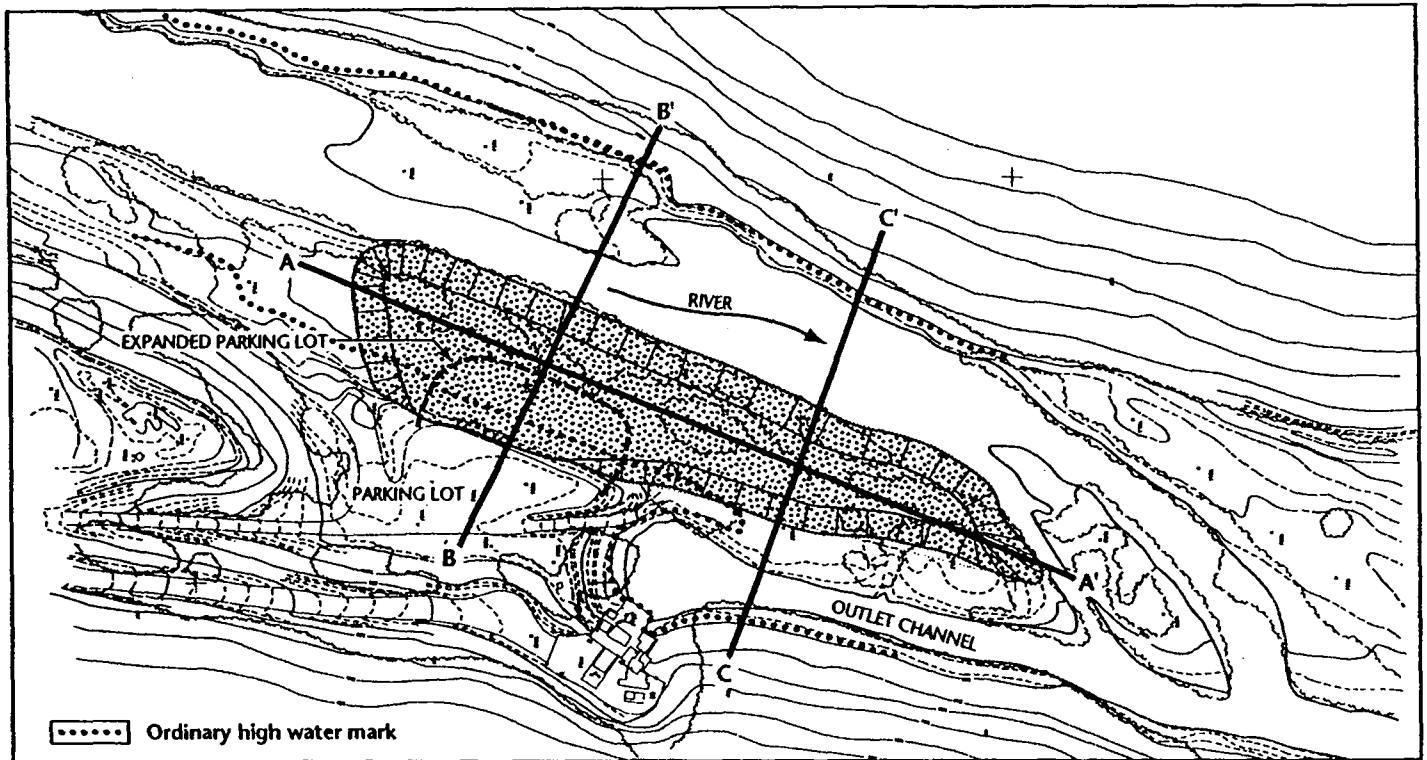 B'
C'
A
RIVER
EXPANDED PARKING LOT
PARKING LOT
B
A'
OUTLET CHANNEL
C
Ordinary high water mark